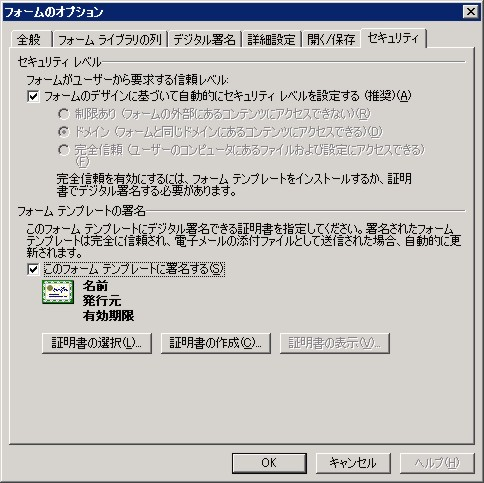 フォームのオプション
全般 フォーム ライブラリの列 デジタル署名 詳細設定 開く/保存 セキュリティ
セキュリティ レベル
フォームがユーザーから要求する信頼レベル:
フォームのデザインに基づいて自動的にセキュリティ レベルを設定する (推奨)(A)
制限あり (フォームの外部にあるコンテンツにアクセスできない)(R)
ドメイン (フォームと同じドメインにあるコンテンツにアクセスできる)(D)
完全信頼 (ユーザーのコンピュータにあるファイルおよび設定にアクセスできる)
(F)
完全信頼を有効にするには、フォーム テンプレートをインストールするか、証明
書でデジタル署名する必要があります。
フォーム テンプレートの署名
このフォーム テンプレートにデジタル署名できる証明書を指定してください。署名されたフォーム
テンプレートは完全に信頼され、電子メールの添付ファイルとして送信された場合、自動的に更
新されます。
このフォーム テンプレートに署名する(S)
名前
発行元
有効期限
証明書の選択(L)... 証明書の作成(C)... 証明書の表示(V)...
OK キャンセル ヘルプ(H)